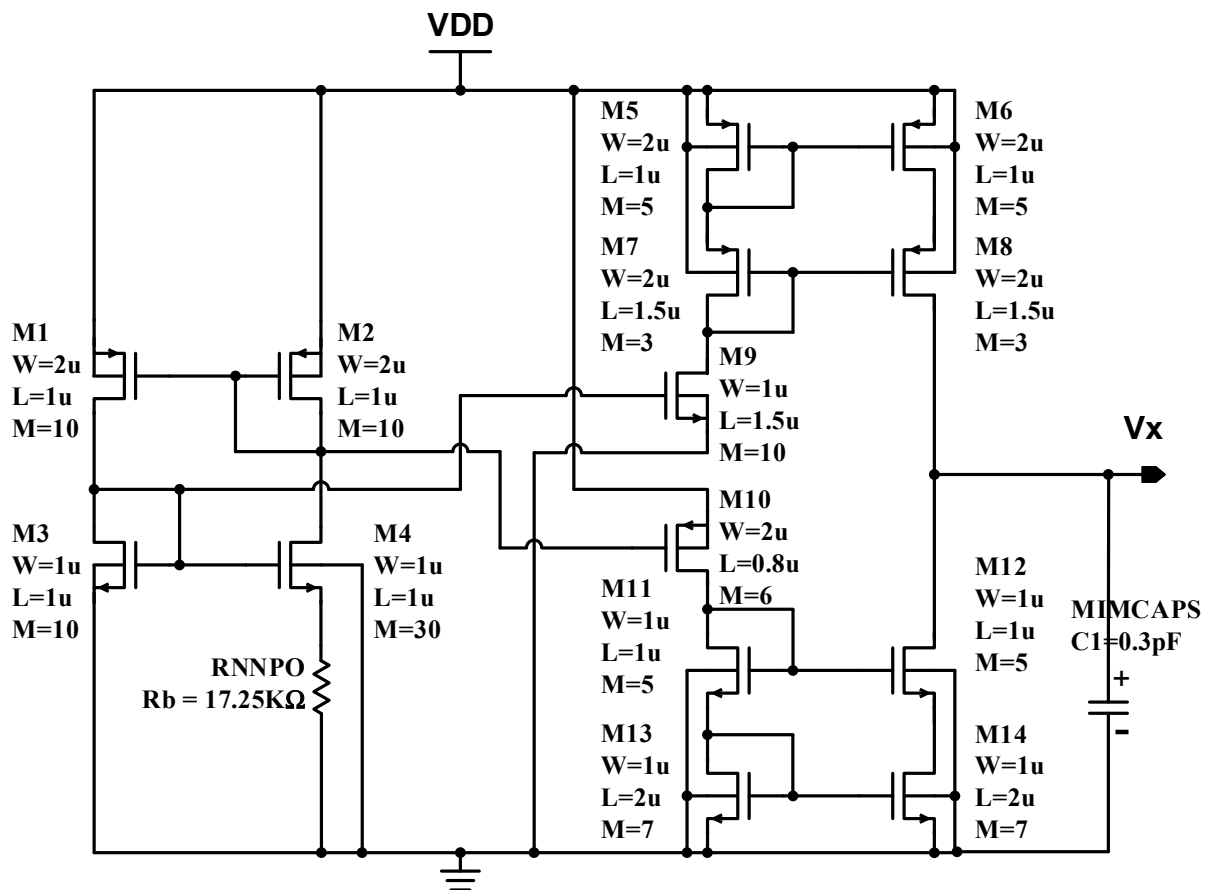 VDD
M5
W=2u
L=1u
M=5
M6
W=2u
L=1u
M=5
M7
W=2u
L=1.5u
M=3
M8
W=2u
L=1.5u
M=3
M1
W=2u
L=1u
M=10
M2
W=2u
L=1u
M=10
M9
W=1u
L=1.5u
M=10
Vx
M3
W=1u
L=1u
M=10
M4
W=1u
L=1u
M=30
M10
W=2u
L=0.8u
M=6
RNNPO
Rb = 17.25KΩ
M11
W=1u
L=1u
M=5
M12
W=1u
L=1u
M=5
MIMCAPS
C1=0.3pF
+
-
M13
W=1u
L=2u
M=7
M14
W=1u
L=2u
M=7